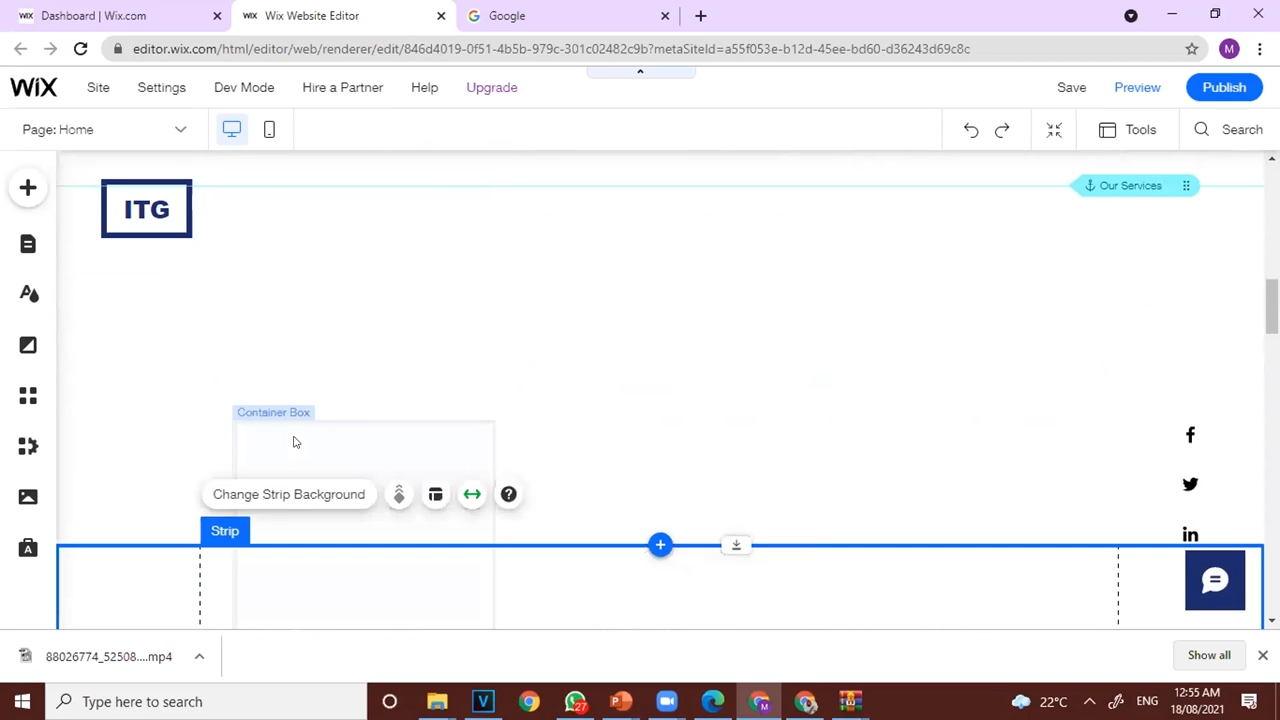 Dashboard | Wix.com
Wix Website Editor
Google
editor.wix.com/html/editor/web/renderer/edit/846d4019-0f51-4b5b-979c-301c02482c9b?metaSiteId=a55f053e-b12d-45ee-bd60-d36243d69c8c
M
WiX
Site
Settings
Dev Mode
Hire a Partner
Help
Upgrade
Save
Preview
Publish
Page: Home
Tools
Search
ITG
Our Services
Container Box
Change Strip Background
?
Strip
88026774_52508....mp4
Show all
Type here to search
27
22°C
ENG
12:55 AM
18/08/2021